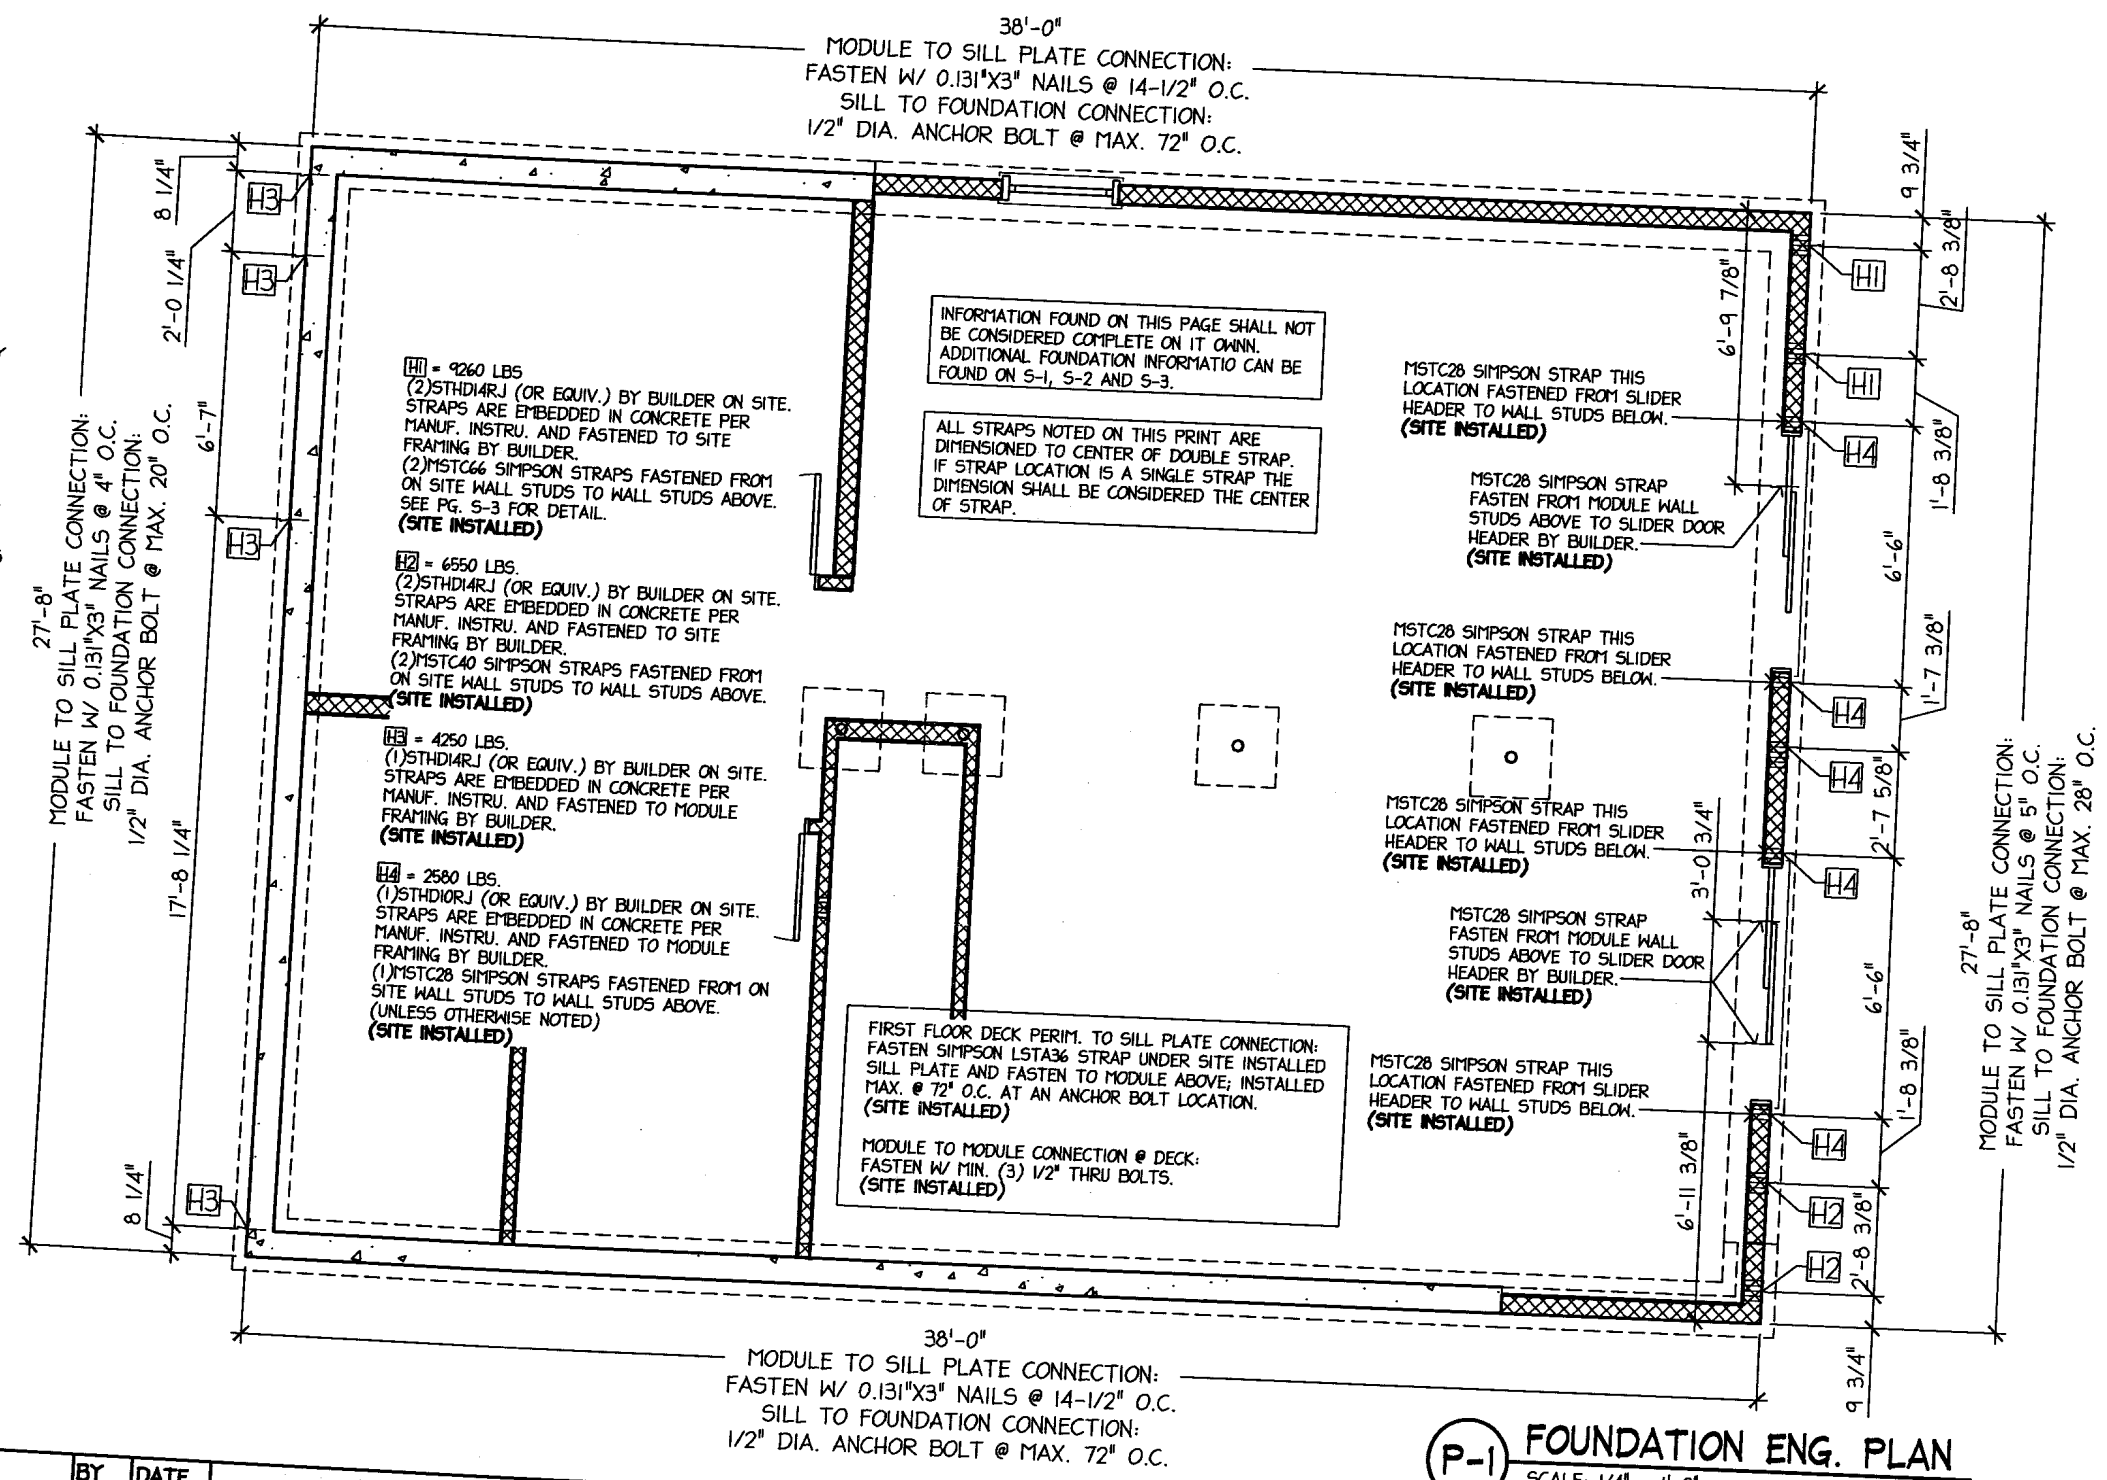 38'-0"
MODULE TO SILL PLATE CONNECTION:
FASTEN W/ 0.131"X3" NAILS @ 14-1/2" O.C.
SILL TO FOUNDATION CONNECTION:
1/2" DIA. ANCHOR BOLT @ MAX. 72" O.C.
27'-8"
MODULE TO SILL PLATE CONNECTION:
FASTEN W/ 0.131"X3" NAILS @ 4" O.C.
SILL TO FOUNDATION CONNECTION:
1/2" DIA. ANCHOR BOLT @ MAX. 20" O.C.
8 1/4"
2'-0 1/4"
6'-7"
17'-8 1/4"
8 1/4"
H3
H3
H3
H3
H1 = 9260 LBS
(2)STHD14RJ (OR EQUIV.) BY BUILDER ON SITE.
STRAPS ARE EMBEDDED IN CONCRETE PER
MANUF. INSTRU. AND FASTENED TO SITE
FRAMING BY BUILDER.
(2)MSTC66 SIMPSON STRAPS FASTENED FROM
ON SITE WALL STUDS TO WALL STUDS ABOVE.
SEE PG. S-3 FOR DETAIL.
(SITE INSTALLED)
H2 = 6550 LBS.
(2)STHD14RJ (OR EQUIV.) BY BUILDER ON SITE.
STRAPS ARE EMBEDDED IN CONCRETE PER
MANUF. INSTRU. AND FASTENED TO SITE
FRAMING BY BUILDER.
(2)MSTC40 SIMPSON STRAPS FASTENED FROM
ON SITE WALL STUDS TO WALL STUDS ABOVE.
(SITE INSTALLED)
H3 = 4250 LBS.
(1)STHD14RJ (OR EQUIV.) BY BUILDER ON SITE.
STRAPS ARE EMBEDDED IN CONCRETE PER
MANUF. INSTRU. AND FASTENED TO MODULE
FRAMING BY BUILDER.
(SITE INSTALLED)
H4 = 2580 LBS.
(1)STHD10RJ (OR EQUIV.) BY BUILDER ON SITE.
STRAPS ARE EMBEDDED IN CONCRETE PER
MANUF. INSTRU. AND FASTENED TO MODULE
FRAMING BY BUILDER.
(1)MSTC28 SIMPSON STRAPS FASTENED FROM ON
SITE WALL STUDS TO WALL STUDS ABOVE.
(UNLESS OTHERWISE NOTED)
(SITE INSTALLED)
INFORMATION FOUND ON THIS PAGE SHALL NOT
BE CONSIDERED COMPLETE ON IT OWNN.
ADDITIONAL FOUNDATION INFORMATIO CAN BE
FOUND ON S-1, S-2 AND S-3.
ALL STRAPS NOTED ON THIS PRINT ARE
DIMENSIONED TO CENTER OF DOUBLE STRAP.
IF STRAP LOCATION IS A SINGLE STRAP THE
DIMENSION SHALL BE CONSIDERED THE CENTER
OF STRAP.
FIRST FLOOR DECK PERIM. TO SILL PLATE CONNECTION:
FASTEN SIMPSON LSTA36 STRAP UNDER SITE INSTALLED
SILL PLATE AND FASTEN TO MODULE ABOVE; INSTALLED
MAX. @ 72" O.C. AT AN ANCHOR BOLT LOCATION.
(SITE INSTALLED)
MODULE TO MODULE CONNECTION @ DECK:
FASTEN W/ MIN. (3) 1/2" THRU BOLTS.
(SITE INSTALLED)
MSTC28 SIMPSON STRAP THIS
LOCATION FASTENED FROM SLIDER
HEADER TO WALL STUDS BELOW.
(SITE INSTALLED)
MSTC28 SIMPSON STRAP
FASTEN FROM MODULE WALL
STUDS ABOVE TO SLIDER DOOR
HEADER BY BUILDER.
(SITE INSTALLED)
MSTC28 SIMPSON STRAP THIS
LOCATION FASTENED FROM SLIDER
HEADER TO WALL STUDS BELOW.
(SITE INSTALLED)
MSTC28 SIMPSON STRAP THIS
LOCATION FASTENED FROM SLIDER
HEADER TO WALL STUDS BELOW.
(SITE INSTALLED)
MSTC28 SIMPSON STRAP
FASTEN FROM MODULE WALL
STUDS ABOVE TO SLIDER DOOR
HEADER BY BUILDER.
(SITE INSTALLED)
MSTC28 SIMPSON STRAP THIS
LOCATION FASTENED FROM SLIDER
HEADER TO WALL STUDS BELOW.
(SITE INSTALLED)
6'-9 7/8"
3'-0 3/4"
6'-11 3/8"
H1
H1
H4
H4
H4
H4
H4
H2
H2
9 3/4"
2'-8 3/8"
1'-8 3/8"
6'-6"
1'-7 3/8"
2'-7 5/8"
6'-6"
1'-8 3/8"
2'-8 3/8"
9 3/4"
27'-8"
MODULE TO SILL PLATE CONNECTION:
FASTEN W/ 0.131"X3" NAILS @ 5" O.C.
SILL TO FOUNDATION CONNECTION:
1/2" DIA. ANCHOR BOLT @ MAX. 28" O.C.
38'-0"
MODULE TO SILL PLATE CONNECTION:
FASTEN W/ 0.131"X3" NAILS @ 14-1/2" O.C.
SILL TO FOUNDATION CONNECTION:
1/2" DIA. ANCHOR BOLT @ MAX. 72" O.C.
P-1 FOUNDATION ENG. PLAN
BY DATE